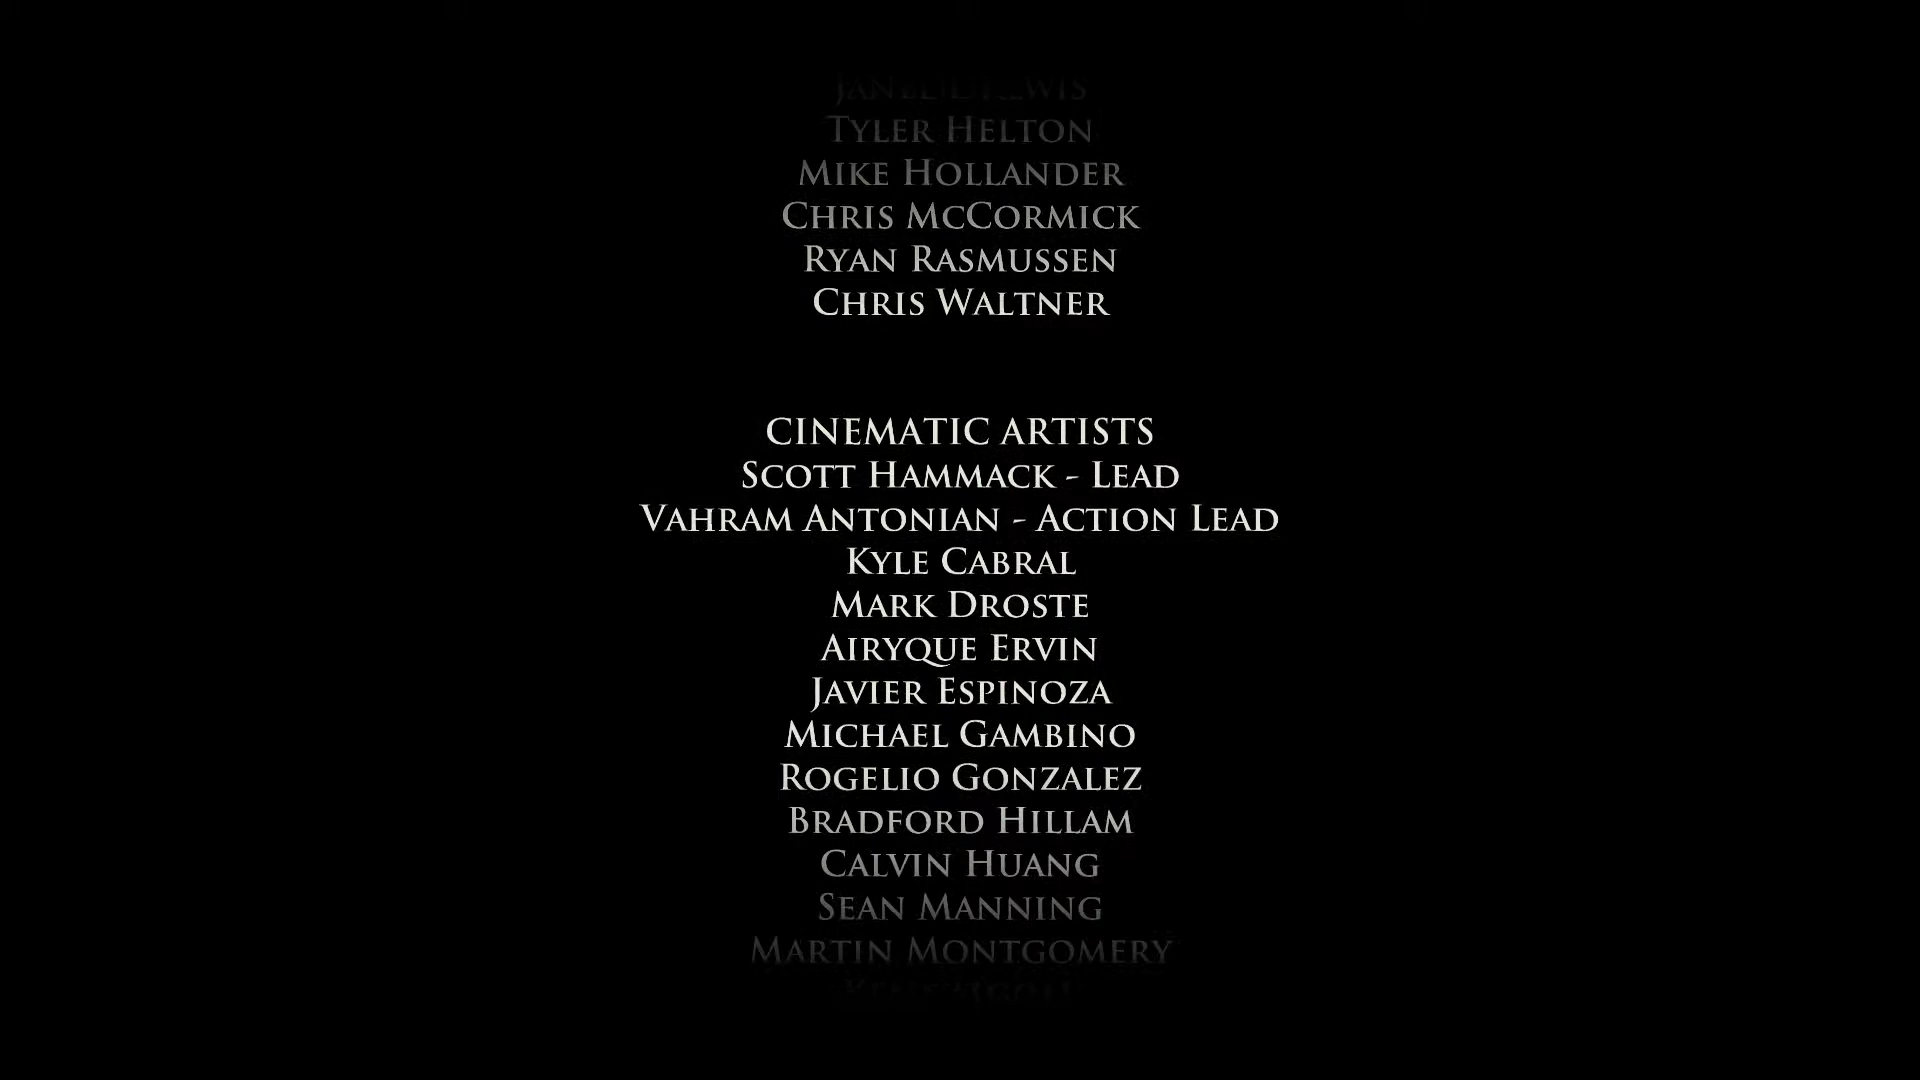 Tyler Helton
Mike Hollander
Chris McCormick
Ryan Rasmussen
Chris Waltner
CINEMATIC ARTISTS
Scott Hammack - Lead
Vahram Antonian - Action Lead
Kyle Cabral
Mark Droste
Airyque Ervin
Javier Espinoza
Michael Gambino
Rogelio Gonzalez
Bradford Hillam
Calvin Huang
Sean Manning
Martin Montgomery